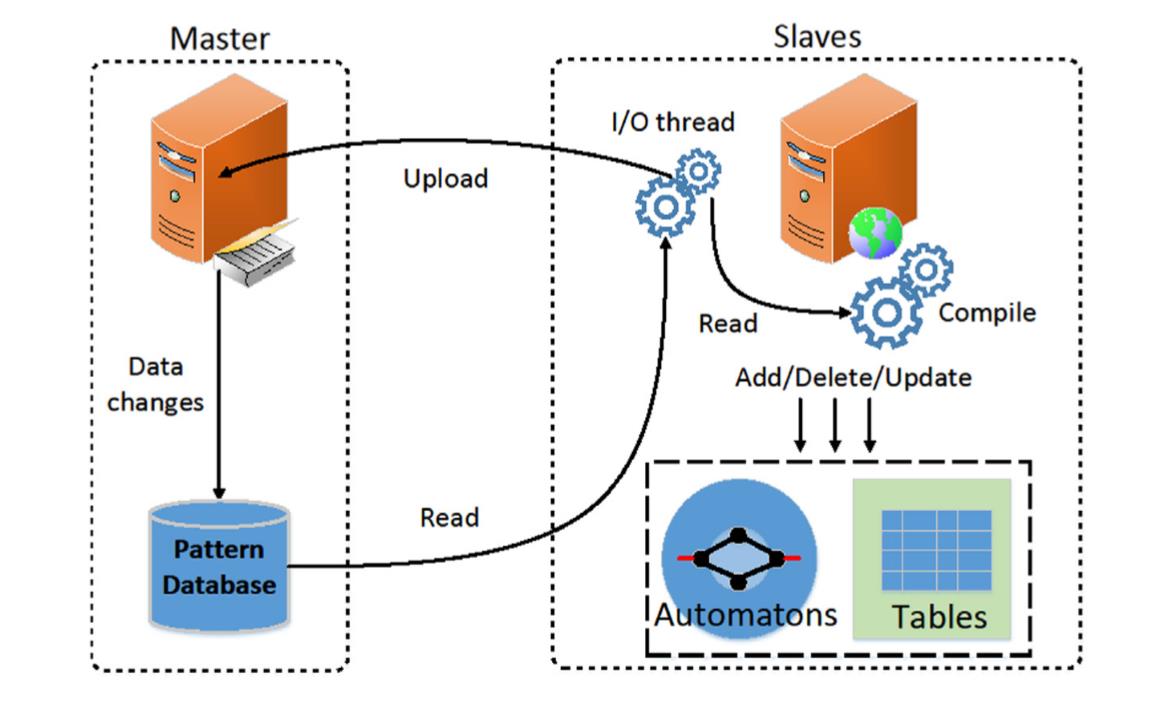 Master
Slaves
I/O thread
Upload
Read
Compile
Data
changes
Add/Delete/Update
Read
Pattern
Database
Automatons
Tables